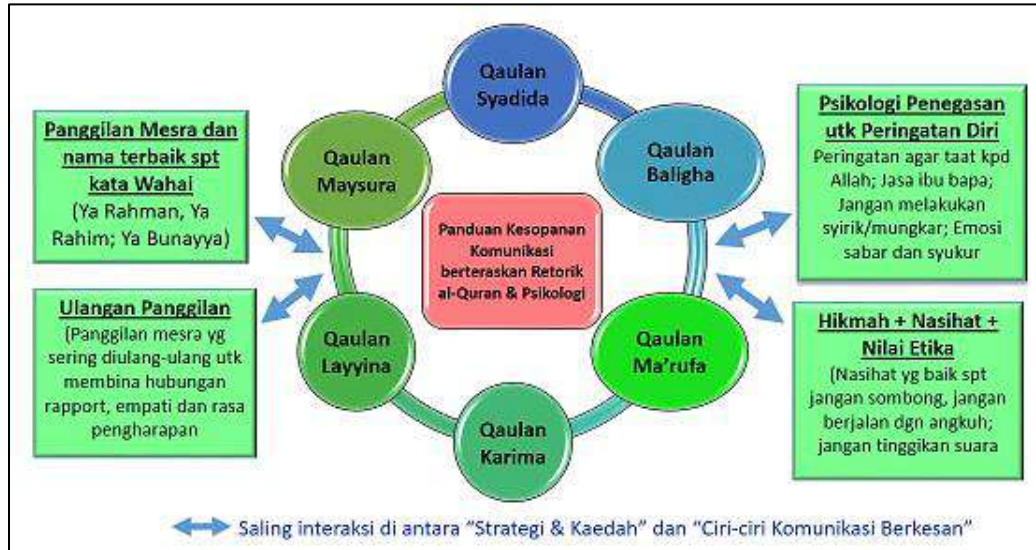 Qaulan
Syadida
Panggilan Mesra dan
nama terbaik spt
kata Wahai
(Ya Rahman, Ya
Rahim; Ya Bunayya)
Qaulan
Maysura
Qaulan
Baligha
Psikologi Penegasan
utk Peringatan Diri
Peringatan agar taat kpd
Allah; Jasa ibu bapa;
Jangan melakukan
syirik/mungkar; Emosi
sabar dan syukur
Panduan Kesopanan
Komunikasi
berteraskan Retorik
al-Quran & Psikologi
Ulangan Panggilan
(Panggilan mesra yg
sering diulang-ulang utk
membina hubungan
rapport, empati dan rasa
pengharapan
Qaulan
Layyina
Qaulan
Ma'rufa
Hikmah + Nasihat +
Nilai Etika
(Nasihat yg baik spt
jangan sombong, jangan
berjalan dgn angkuh;
jangan tinggikan suara
Qaulan
Karima
Saling interaksi di antara “Strategi & Kaedah” dan “Ciri-ciri Komunikasi Berkesan”